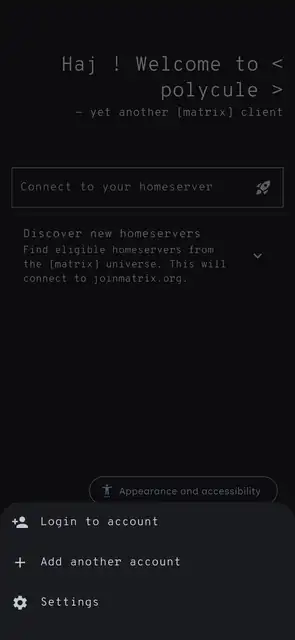 Haj ! Welcome to <
polycule >
— yet another [matrix] client
Connect to your homeserver
Discover new homeservers
Find eligible homeservers from
the [matrix] universe. This will
connect to joinmatrix.org.
Appearance and accessibility
Login to account
Add another account
Settings